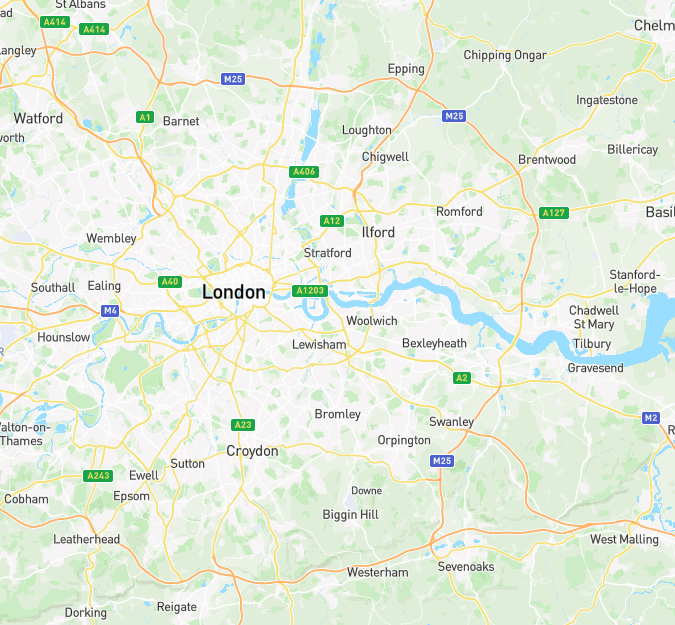 St Albans
A414
A414
Chelm
Chipping Ongar
Epping
M25
Ingatestone
M25
Watford
A1
Barnet
Loughton
Billericay
Chigwell
Brentwood
A406
Romford
A127
Basil
A12
Ilford
Wembley
Stratford
Stanford-
le-Hope
Southall
Ealing
A40
London
A1203
M4
Chadwell
St Mary
Woolwich
Hounslow
Lewisham
Bexleyheath
Tilbury
Gravesend
A2
Bromley
Swanley
M2
A23
Walton-on-
Thames
Orpington
Croydon
M25
Sutton
A243
Ewell
Epsom
Cobham
Downe
Biggin Hill
Leatherhead
West Malling
Sevenoaks
Westerham
Dorking
Reigate